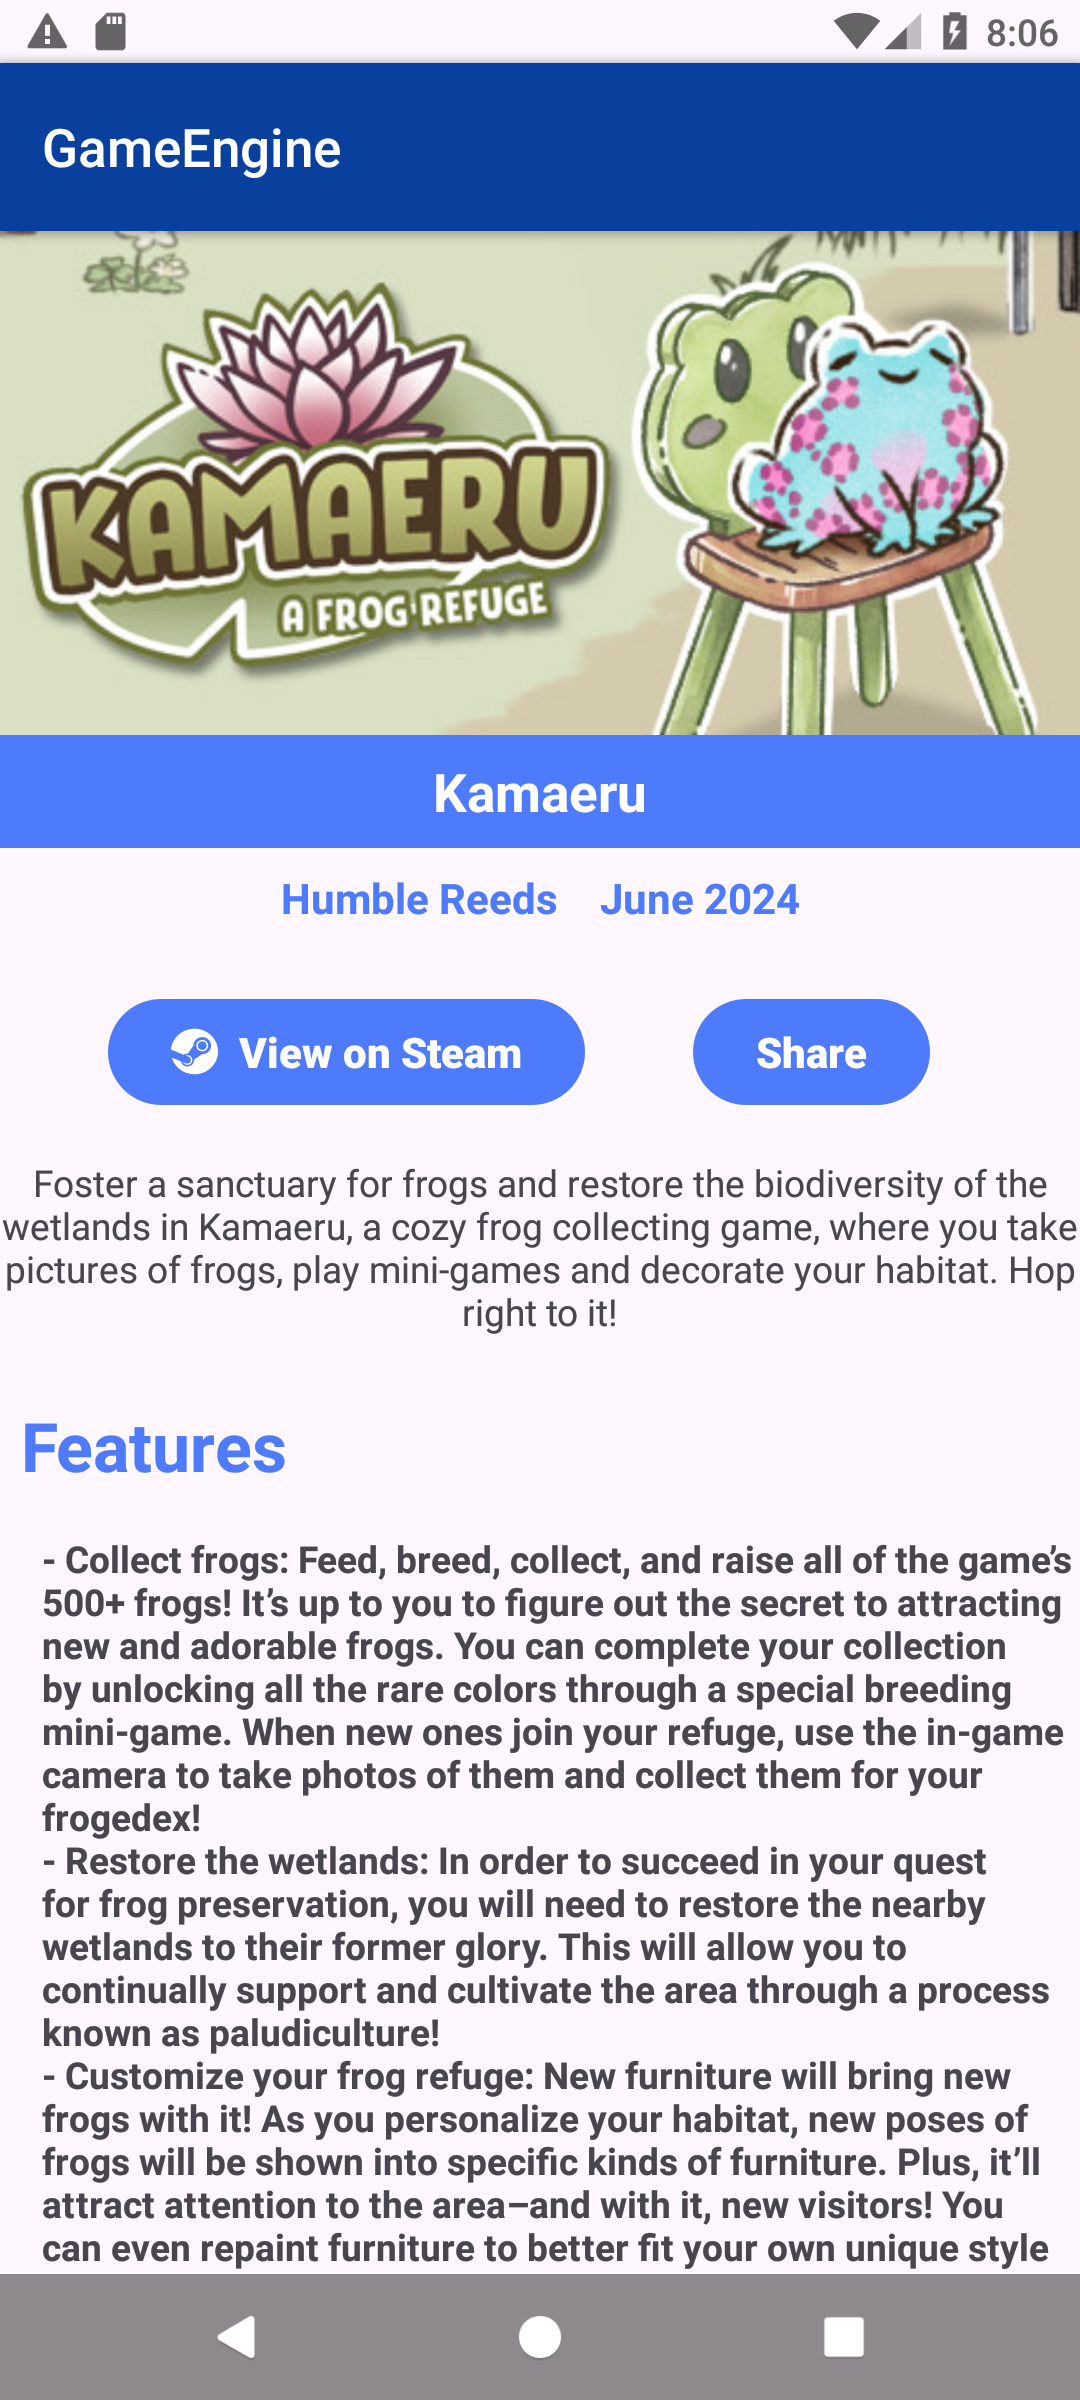 8:06
GameEngine
KAMAERU
A FROG REFUGE
Kamaeru
Humble Reeds June 2024
View on Steam Share
Foster a sanctuary for frogs and restore the biodiversity of the
wetlands in Kamaeru, a cozy frog collecting game, where you take
pictures of frogs, play mini-games and decorate your habitat. Hop
right to it!
Features
- Collect frogs: Feed, breed, collect, and raise all of the game’s
500+ frogs! It’s up to you to figure out the secret to attracting
new and adorable frogs. You can complete your collection
by unlocking all the rare colors through a special breeding
mini-game. When new ones join your refuge, use the in-game
camera to take photos of them and collect them for your
frogedex!
- Restore the wetlands: In order to succeed in your quest
for frog preservation, you will need to restore the nearby
wetlands to their former glory. This will allow you to
continually support and cultivate the area through a process
known as paludiculture!
- Customize your frog refuge: New furniture will bring new
frogs with it! As you personalize your habitat, new poses of
frogs will be shown into specific kinds of furniture. Plus, it’ll
attract attention to the area–and with it, new visitors! You
can even repaint furniture to better fit your own unique style